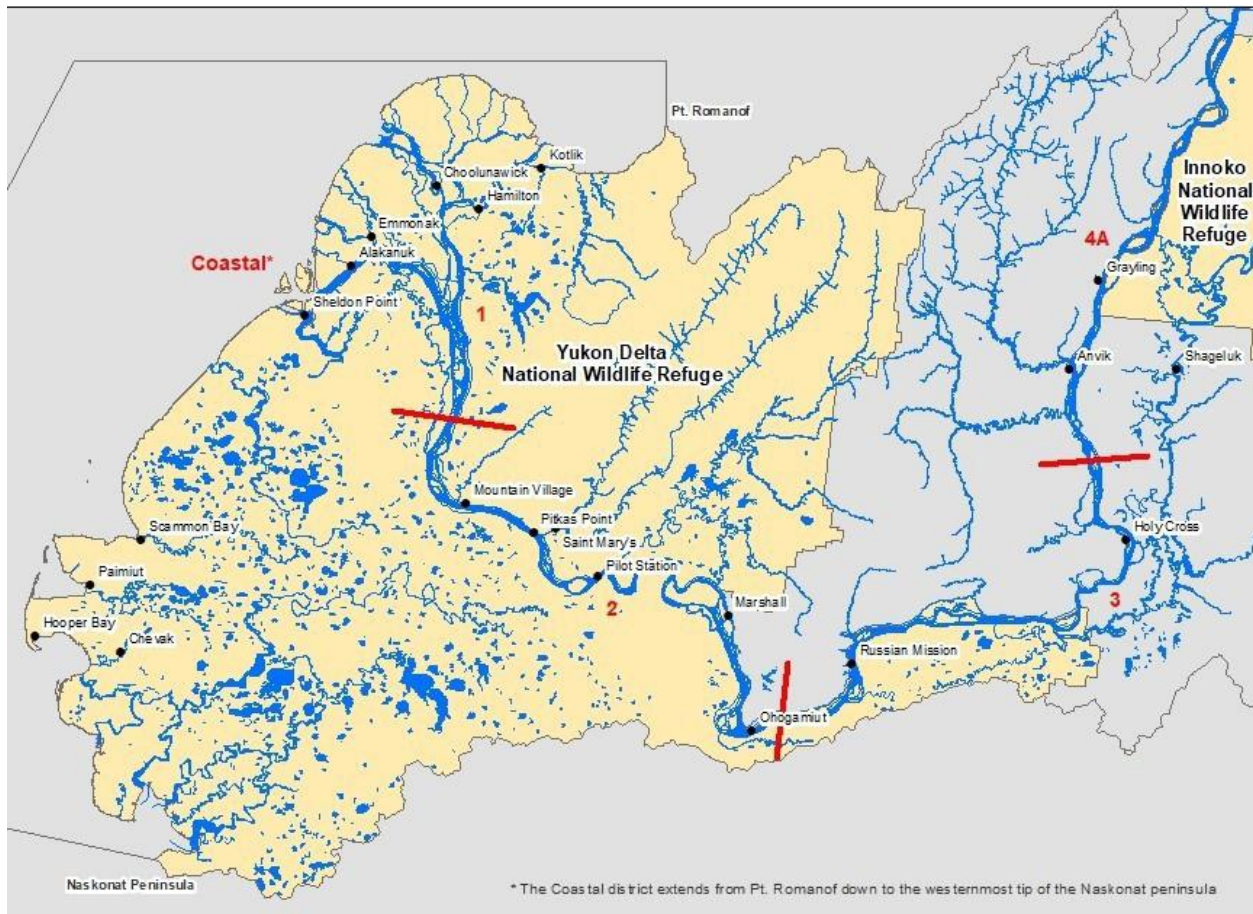 Pt. Romanof
Kotlik
Choolunawick
Hamilton
Innoko
National
Wildlife
Refuge
Emmonak
4A
Alakanuk
Coastal*
Grayling
Sheldon Point
1
Yukon Delta
National Wildlife Refuge
Anvik
Shageluk
Mountain Village
Scammon Bay
Pitkas Point
Saint Mary's
Holy Cross
Pilot Station
Paimiut
2
Marshall
3
Hooper Bay
Chevak
Russian Mission
Ohogamiut
Naskonat Peninsula
* The Coastal district extends from Pt. Romanof down to the westernmost tip of the Naskonat peninsula